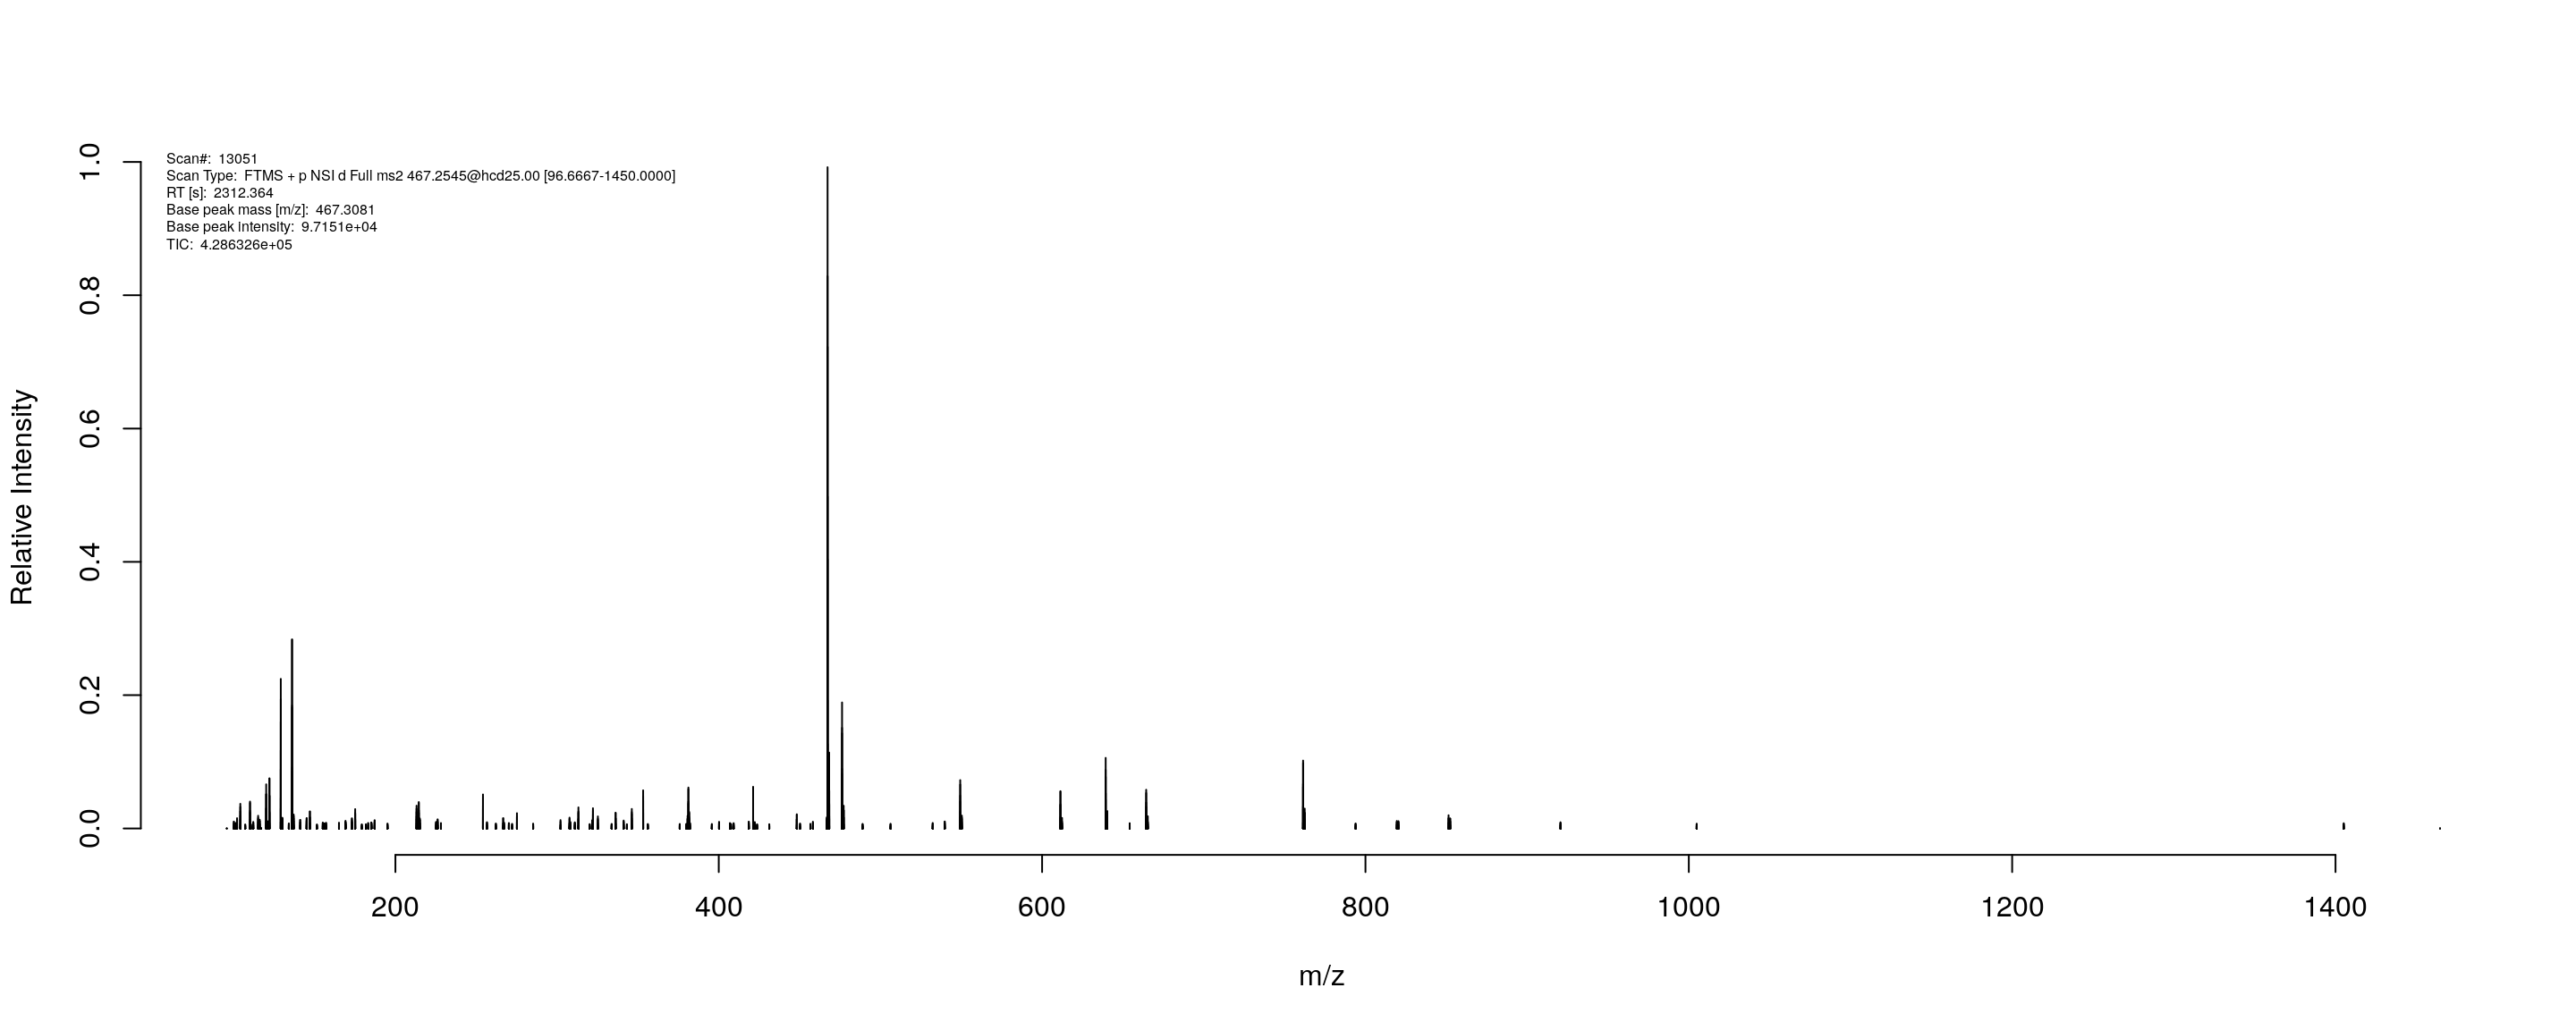 Scan#: 13051
Scan Type: FTMS + p NSI d Full ms2 467.2545@hcd25.00 [96.6667-1450.0000]
RT [s]: 2312.364
Base peak mass [m/z]: 467.3081
Base peak intensity: 9.7151e+04
TIC: 4.286326e+05
Relative Intensity
1.0
0.8
0.6
0.4
0.2
0.0
200 400 600 800 1000 1200 1400
m/z